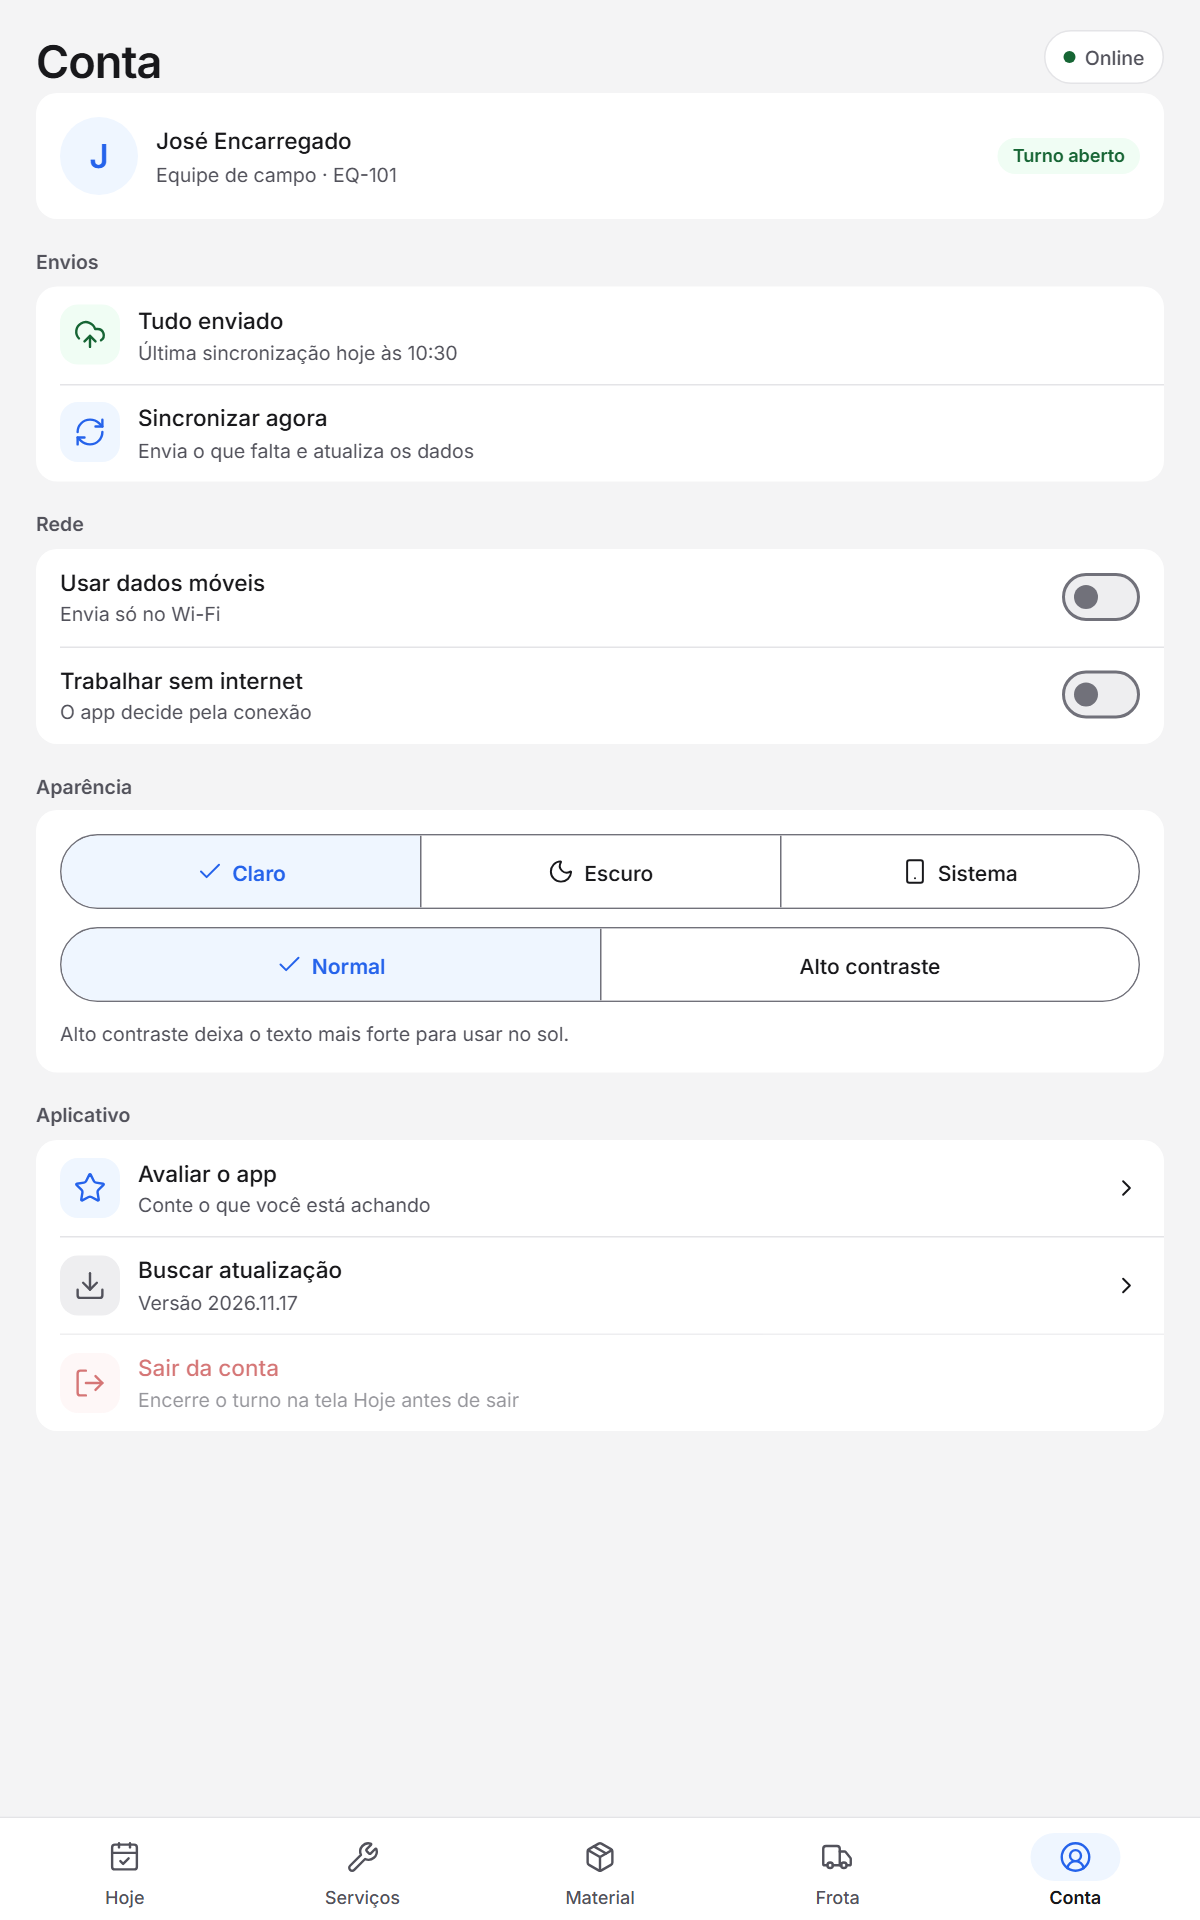 Conta
Online
J
José Encarregado
Equipe de campo · EQ-101
Turno aberto
Envios
Tudo enviado
Última sincronização hoje às 10:30
Sincronizar agora
Envia o que falta e atualiza os dados
Rede
Usar dados móveis
Envia só no Wi-Fi
Trabalhar sem internet
O app decide pela conexão
Aparência
Claro
Escuro
Sistema
Normal
Alto contraste
Alto contraste deixa o texto mais forte para usar no sol.
Aplicativo
Avaliar o app
Conte o que você está achando
Buscar atualização
Versão 2026.11.17
Sair da conta
Encerre o turno na tela Hoje antes de sair
Hoje
Serviços
Material
Frota
Conta